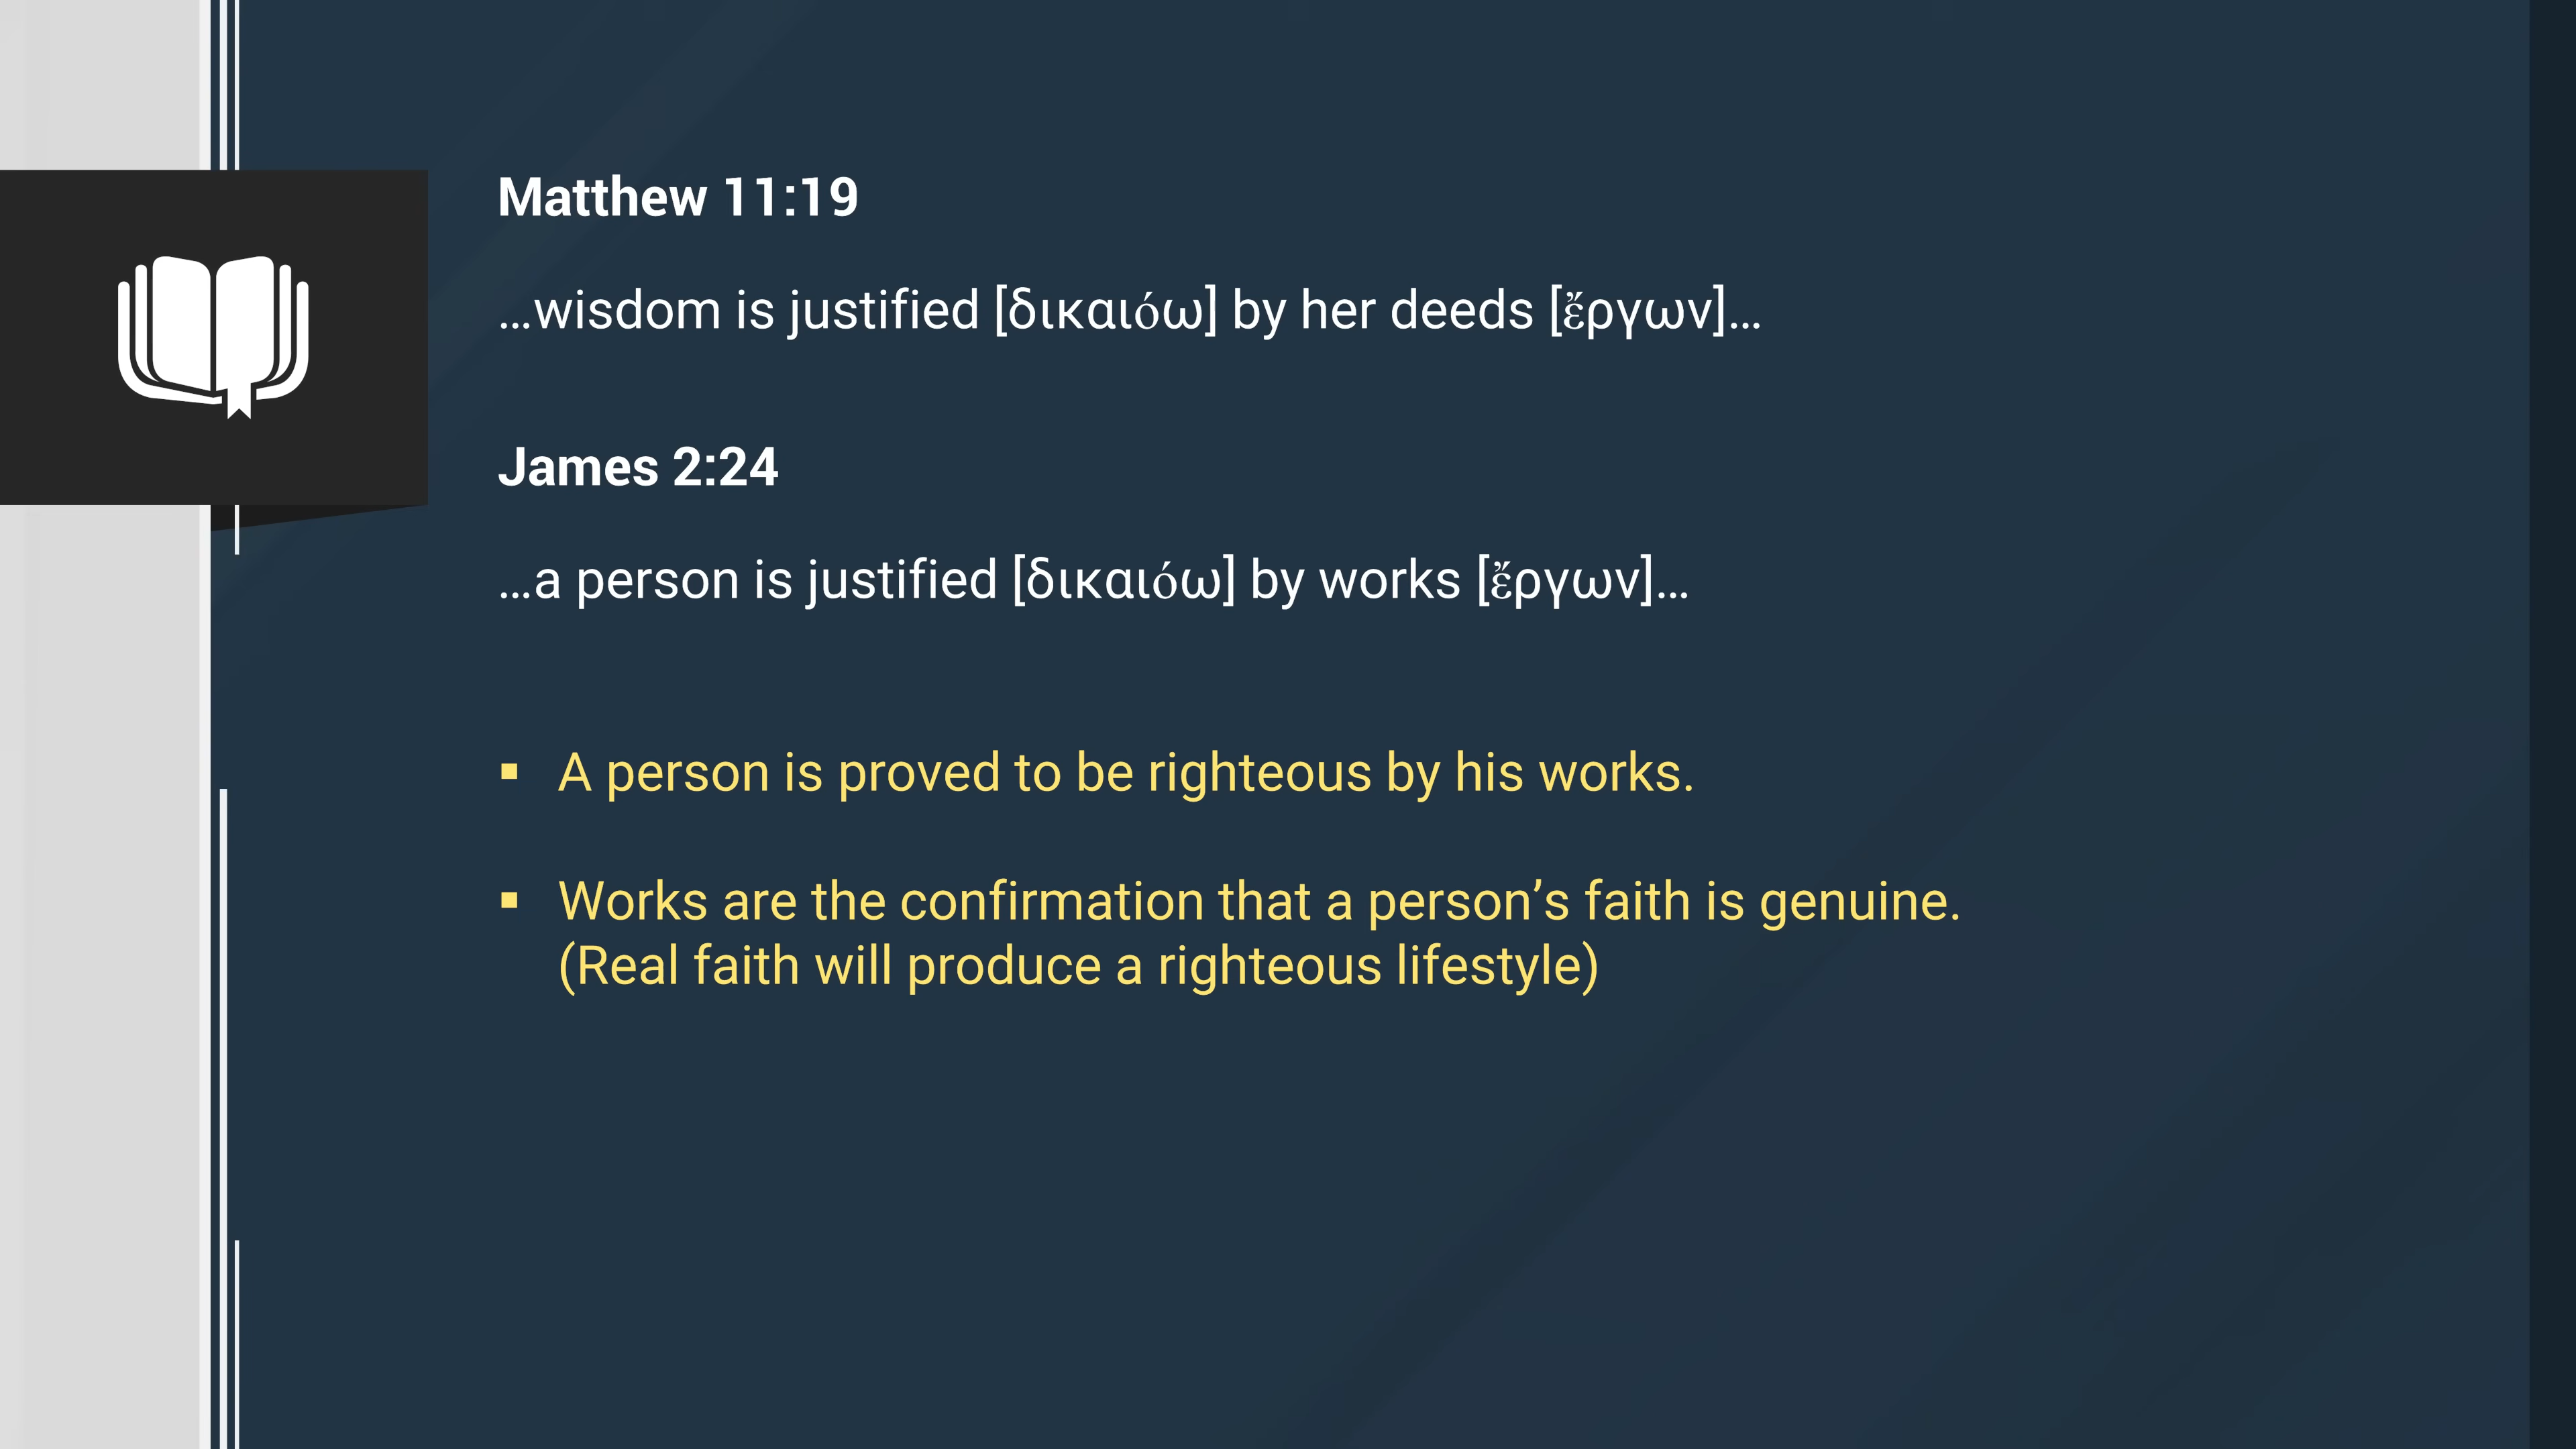 Matthew 11:19
…wisdom is justified [δικαιόω] by her deeds [ἔργων]…
James 2:24
…a person is justified [δικαιόω] by works [ἔργων]…
▪ A person is proved to be righteous by his works.
▪ Works are the confirmation that a person’s faith is genuine.
(Real faith will produce a righteous lifestyle)